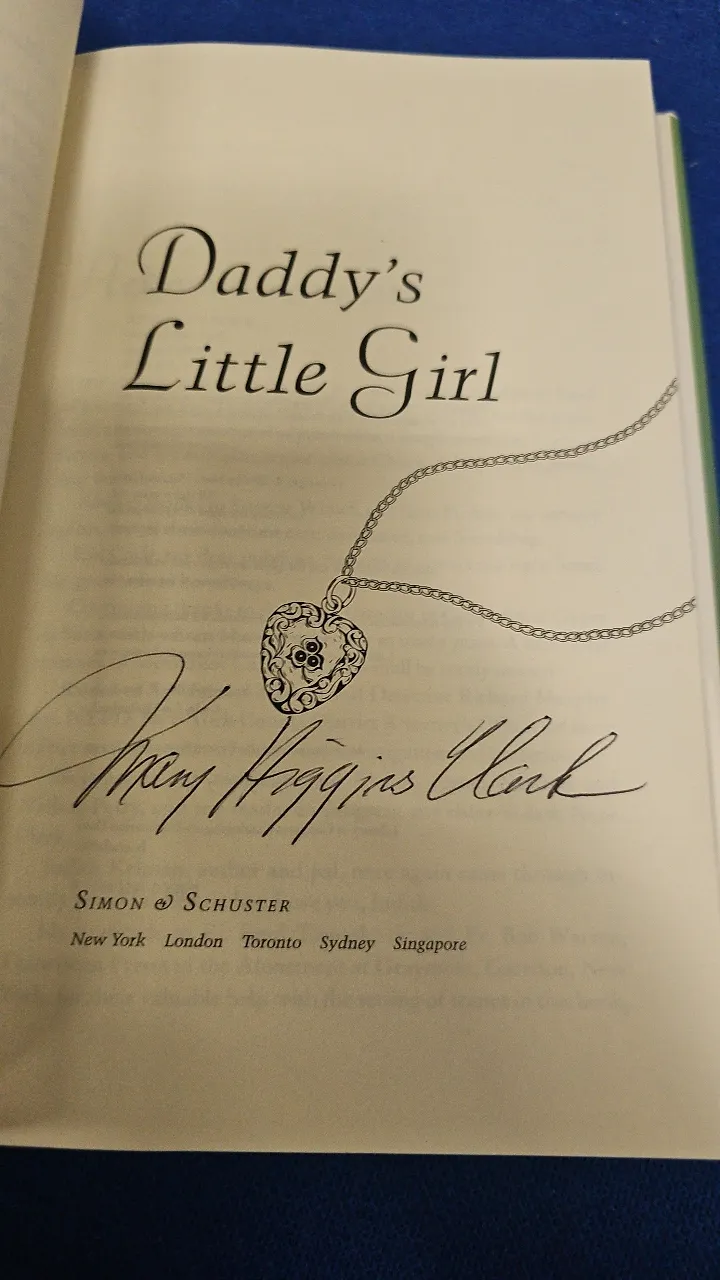 Daddy's
Little Girl
Mary Higgins Clark
SIMON & SCHUSTER
New York London Toronto Sydney Singapore